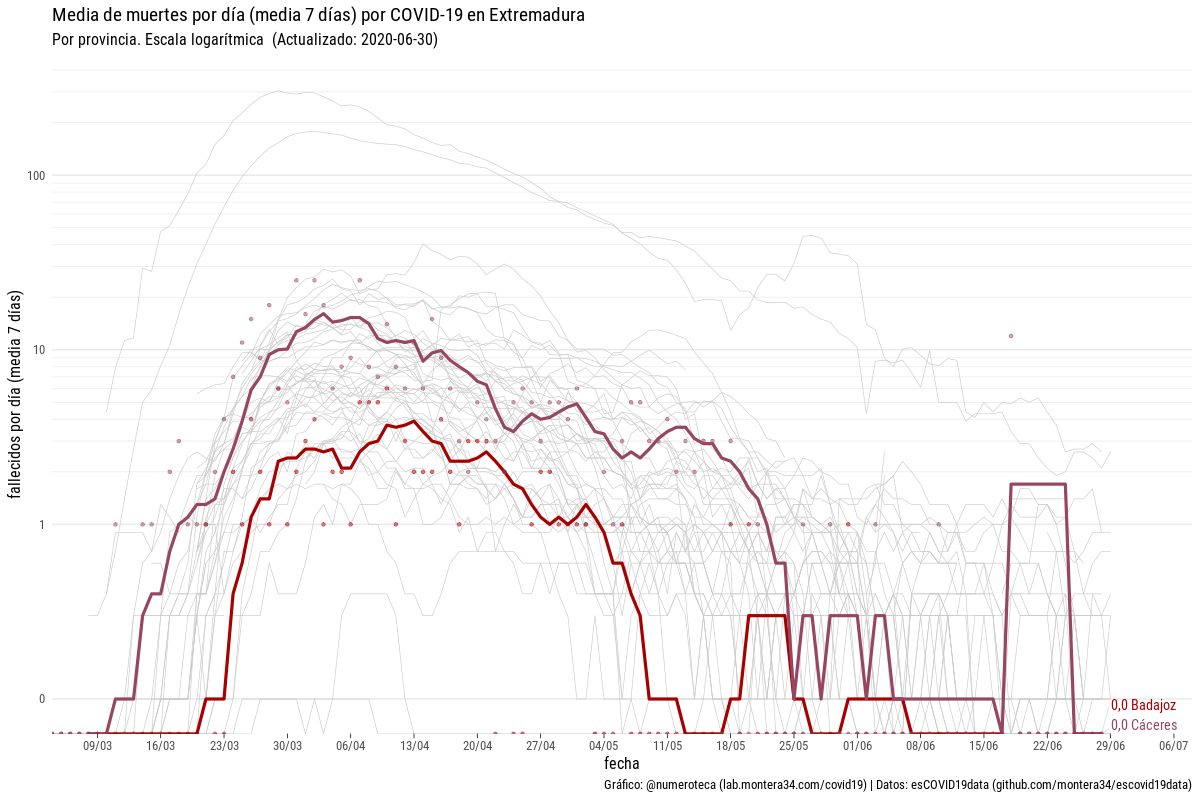 Media de muertes por día (media 7 días) por COVID-19 en Extremadura
Por provincia. Escala logarítmica (Actualizado: 2020-06-30)
fallecidos por día (media 7 días)
100
10
1
0
0,0 Badajoz
0,0 Cáceres
09/03 16/03 23/03 30/03 06/04 13/04 20/04 27/04 04/05 11/05 18/05 25/05 01/06 08/06 15/06 22/06 29/06 06/07
fecha
Gráfico: @numeroteca (lab.montera34.com/covid19) | Datos: esCOVID19data (github.com/montera34/escovid19data)